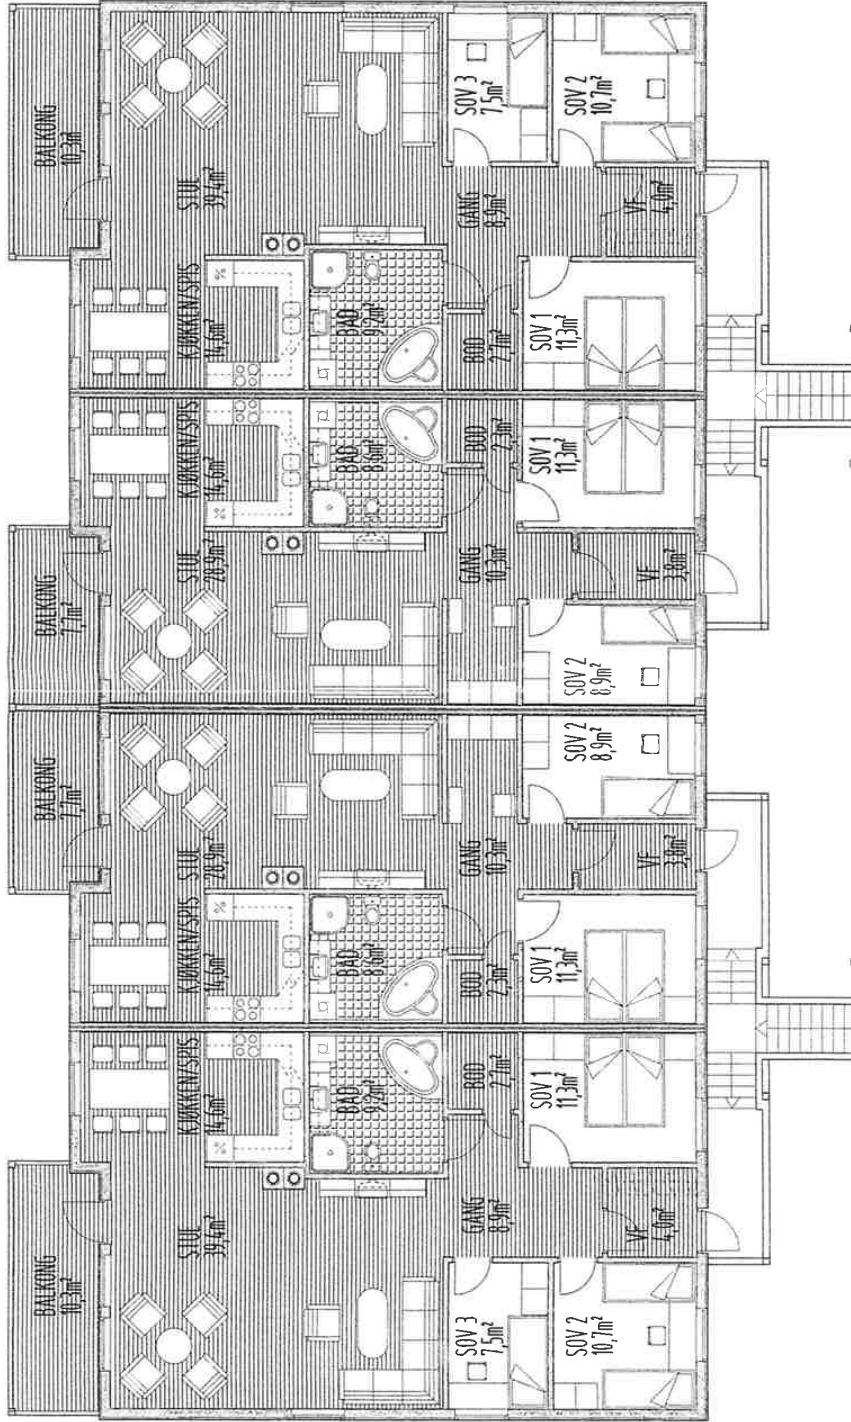 BALKONG
10,3m²
STUE
39,4m²
KJØKKEN/SPIS
14,6m²
BAD
9,2m²
GANG
8,9m²
BOD
2,7m²
SOV 3
7,5m²
SOV 2
10,7m²
SOV 1
11,3m²
VF
4,0m²
BALKONG
7,7m²
KJØKKEN/SPIS
14,6m²
STUE
28,9m²
BAD
8,6m²
BOD
2,3m²
GANG
10,3m²
SOV 1
11,3m²
SOV 2
8,9m²
VF
3,8m²
BALKONG
7,7m²
STUE
28,9m²
KJØKKEN/SPIS
14,6m²
BAD
8,6m²
GANG
10,3m²
BOD
2,3m²
SOV 2
8,9m²
SOV 1
11,3m²
VF
3,8m²
BALKONG
10,3m²
KJØKKEN/SPIS
14,6m²
STUE
39,4m²
BAD
9,2m²
BOD
2,7m²
GANG
8,9m²
SOV 3
7,5m²
SOV 1
11,3m²
SOV 2
10,7m²
VF
4,0m²